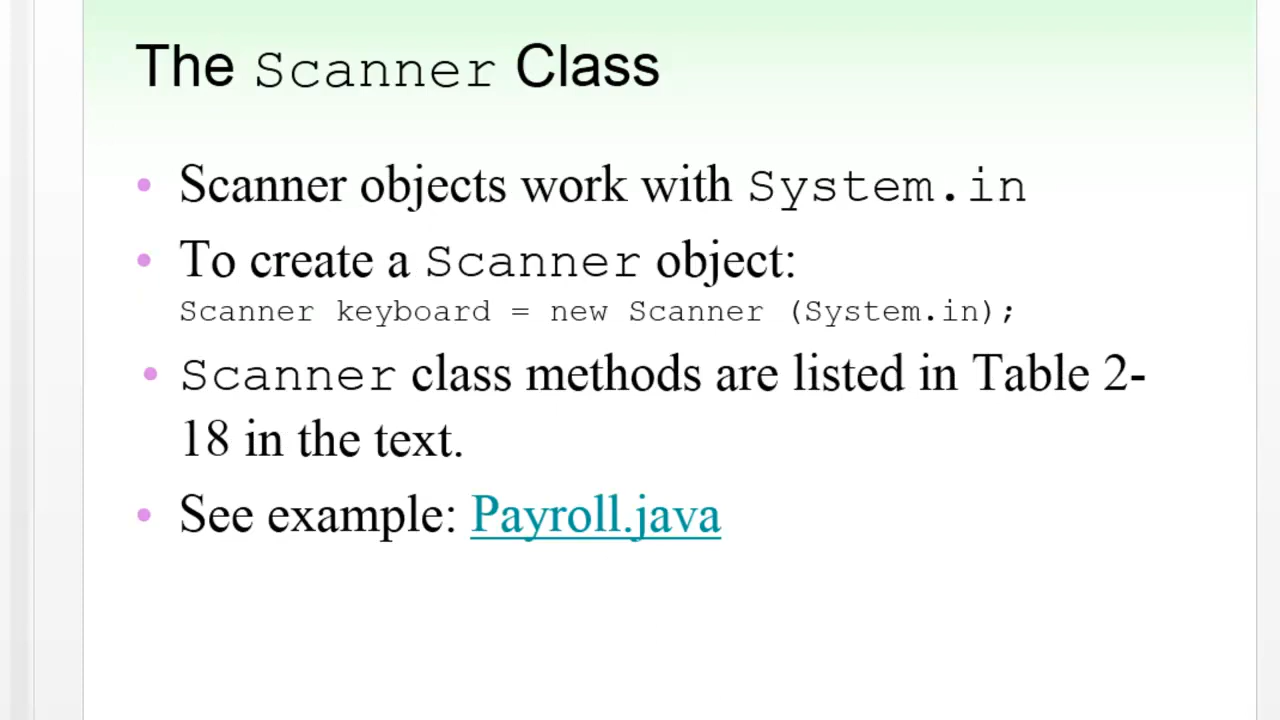 The Scanner Class
• Scanner objects work with System.in
• To create a Scanner object:
Scanner keyboard = new Scanner (System.in);
• Scanner class methods are listed in Table 2-
18 in the text.
• See example: Payroll.java